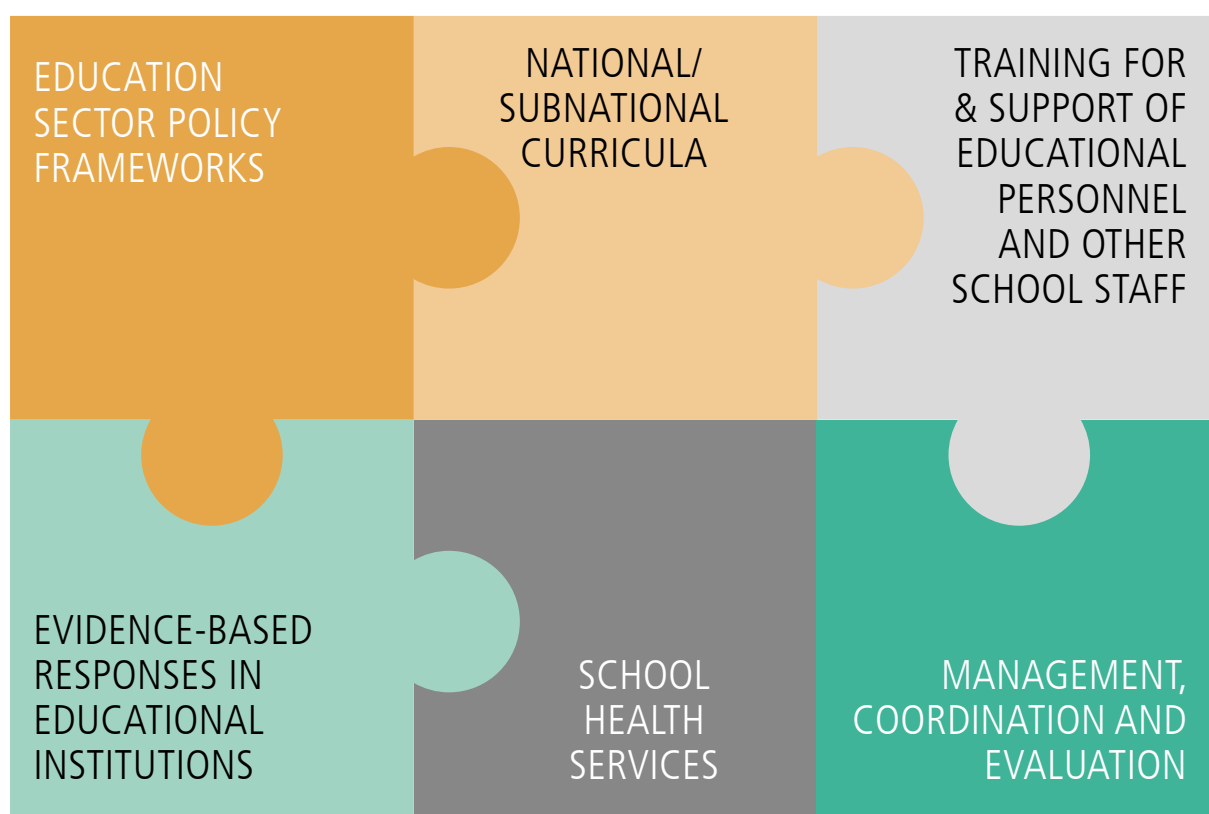 EDUCATION
SECTOR POLICY
FRAMEWORKS
NATIONAL/
SUBNATIONAL
CURRICULA
TRAINING FOR
& SUPPORT OF
EDUCATIONAL
PERSONNEL
AND OTHER
SCHOOL STAFF
EVIDENCE-BASED
RESPONSES IN
EDUCATIONAL
INSTITUTIONS
SCHOOL
HEALTH
SERVICES
MANAGEMENT,
COORDINATION AND
EVALUATION